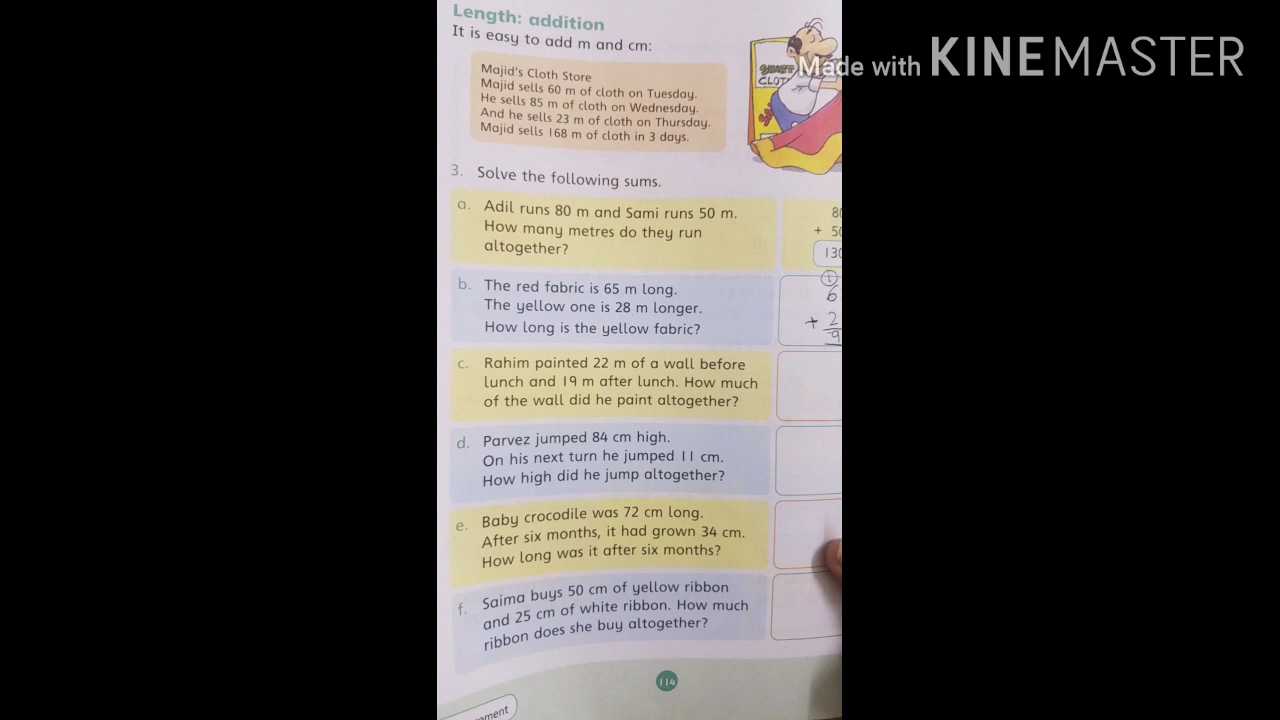 Made with KINEMASTER
Length: addition
It is easy to add m and cm:
Majid's Cloth Store
Majid sells 60 m of cloth on Tuesday.
He sells 85 m of cloth on Wednesday.
And he sells 23 m of cloth on Thursday.
Majid sells 168 m of cloth in 3 days.
3. Solve the following sums.
a. Adil runs 80 m and Sami runs 50 m.
How many metres do they run
altogether?
80
+ 50
130
b. The red fabric is 65 m long.
The yellow one is 28 m longer.
How long is the yellow fabric?
1
6
+ 2
9
c. Rahim painted 22 m of a wall before
lunch and 19 m after lunch. How much
of the wall did he paint altogether?
d. Parvez jumped 84 cm high.
On his next turn he jumped 11 cm.
How high did he jump altogether?
e. Baby crocodile was 72 cm long.
After six months, it had grown 34 cm.
How long was it after six months?
f. Saima buys 50 cm of yellow ribbon
and 25 cm of white ribbon. How much
ribbon does she buy altogether?
114